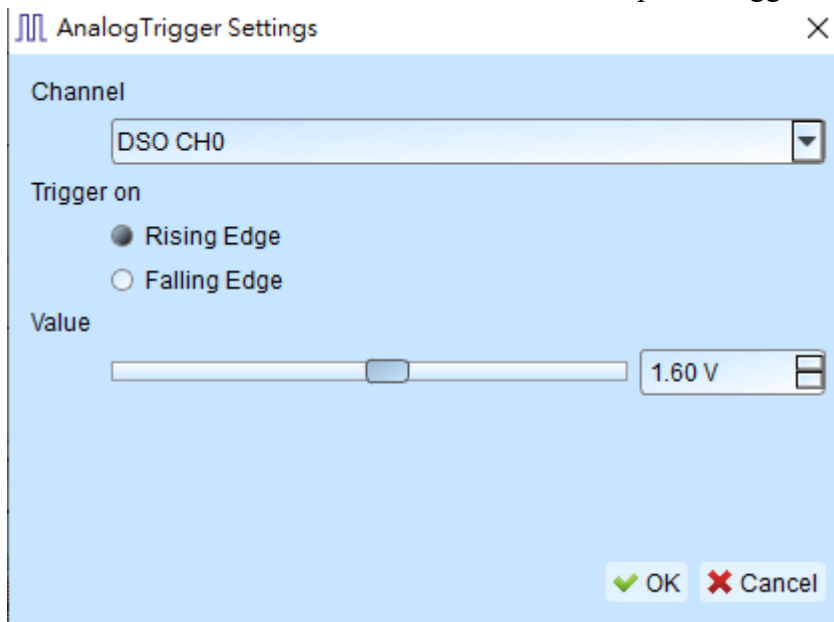 AnalogTrigger Settings
Channel
DSO CH0
Trigger on
Rising Edge
Falling Edge
Value
1.60 V
OK Cancel